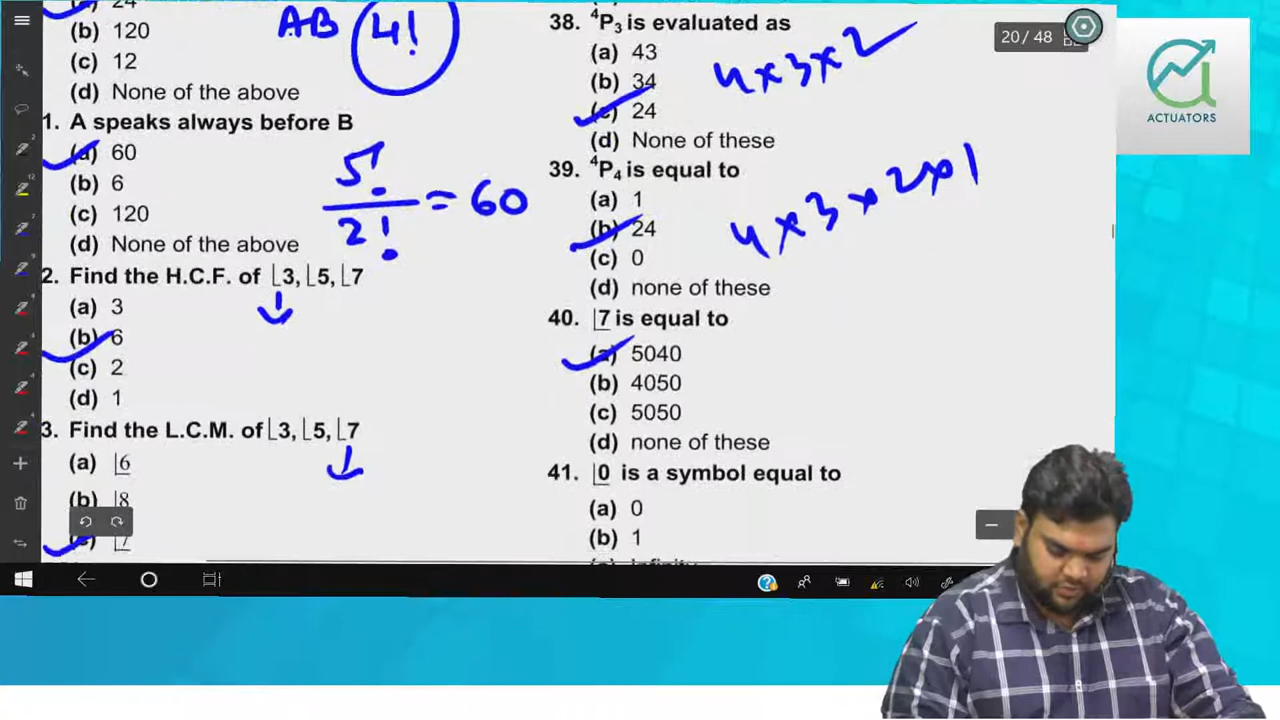 (a) 24
(b) 120
(c) 12
(d) None of the above
AB 4!
1. A speaks always before B
(a) 60
(b) 6
(c) 120
(d) None of the above
5!/2! = 60
2. Find the H.C.F. of ⌊3, ⌊5, ⌊7
(a) 3
(b) 6
(c) 2
(d) 1
3. Find the L.C.M. of ⌊3, ⌊5, ⌊7
(a) ⌊6
(b) ⌊8
(c) ⌊7
38. ⁴P₃ is evaluated as
(a) 43
(b) 34
(c) 24
(d) None of these
4×3×2
39. ⁴P₄ is equal to
(a) 1
(b) 24
(c) 0
(d) none of these
4×3×2×1
40. ⌊7 is equal to
(a) 5040
(b) 4050
(c) 5050
(d) none of these
41. ⌊0 is a symbol equal to
(a) 0
(b) 1
20 / 48
ACTUATORS